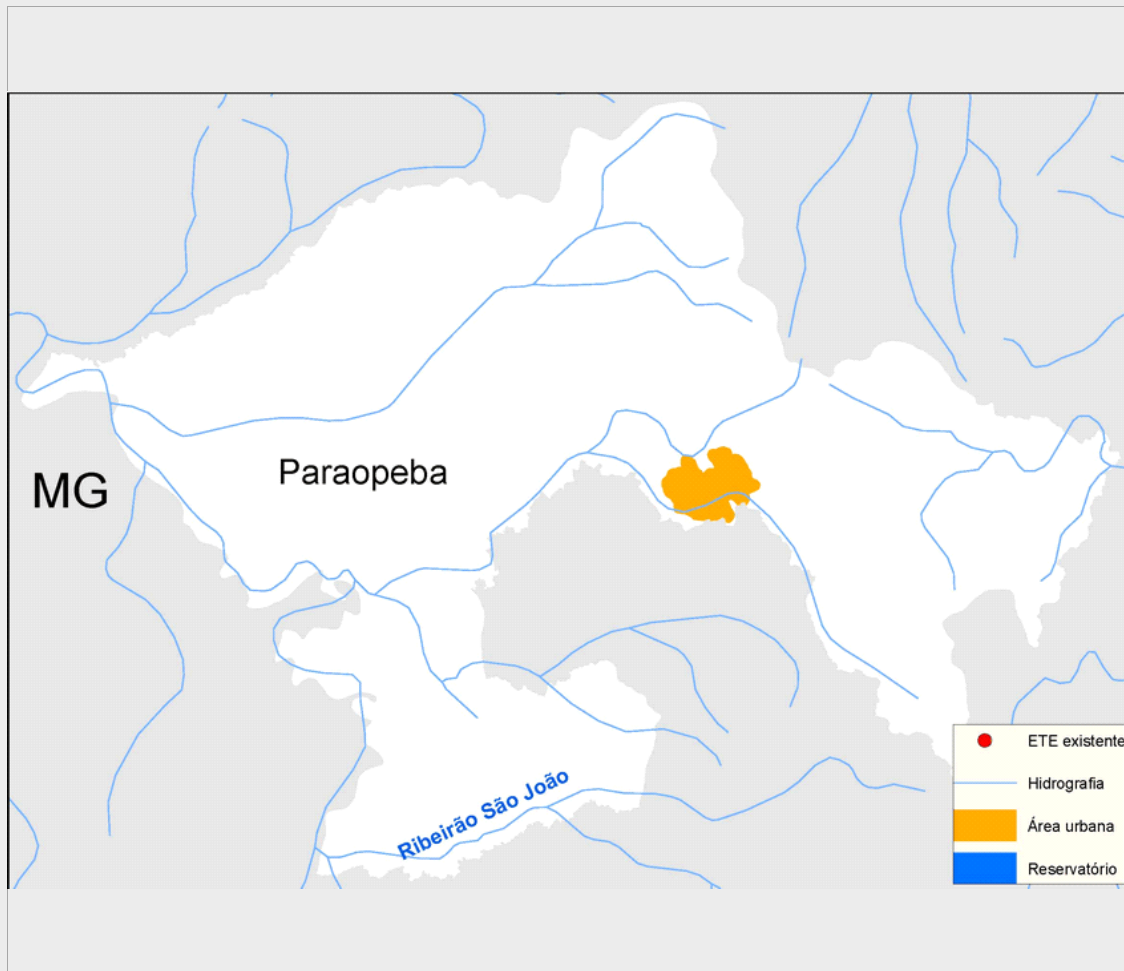 Paraopeba
MG
Ribeirão São João
ETE existente
Hidrografia
Área urbana
Reservatório